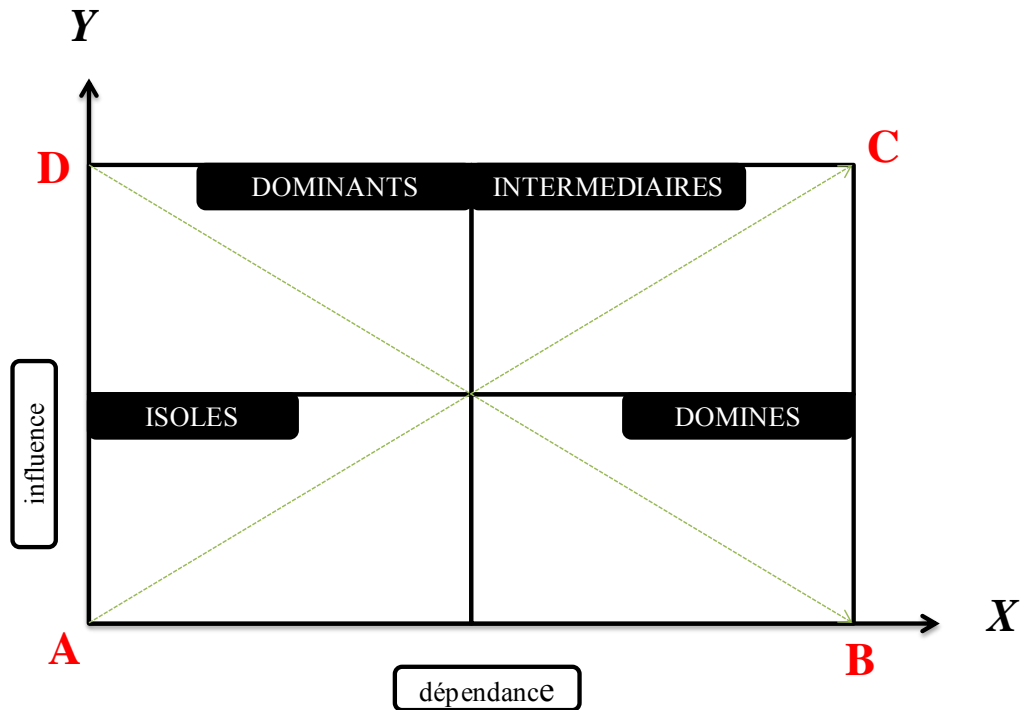 Y
D
C
DOMINANTS
INTERMEDIAIRES
ISOLES
DOMINES
influence
A
B
X
dépendance